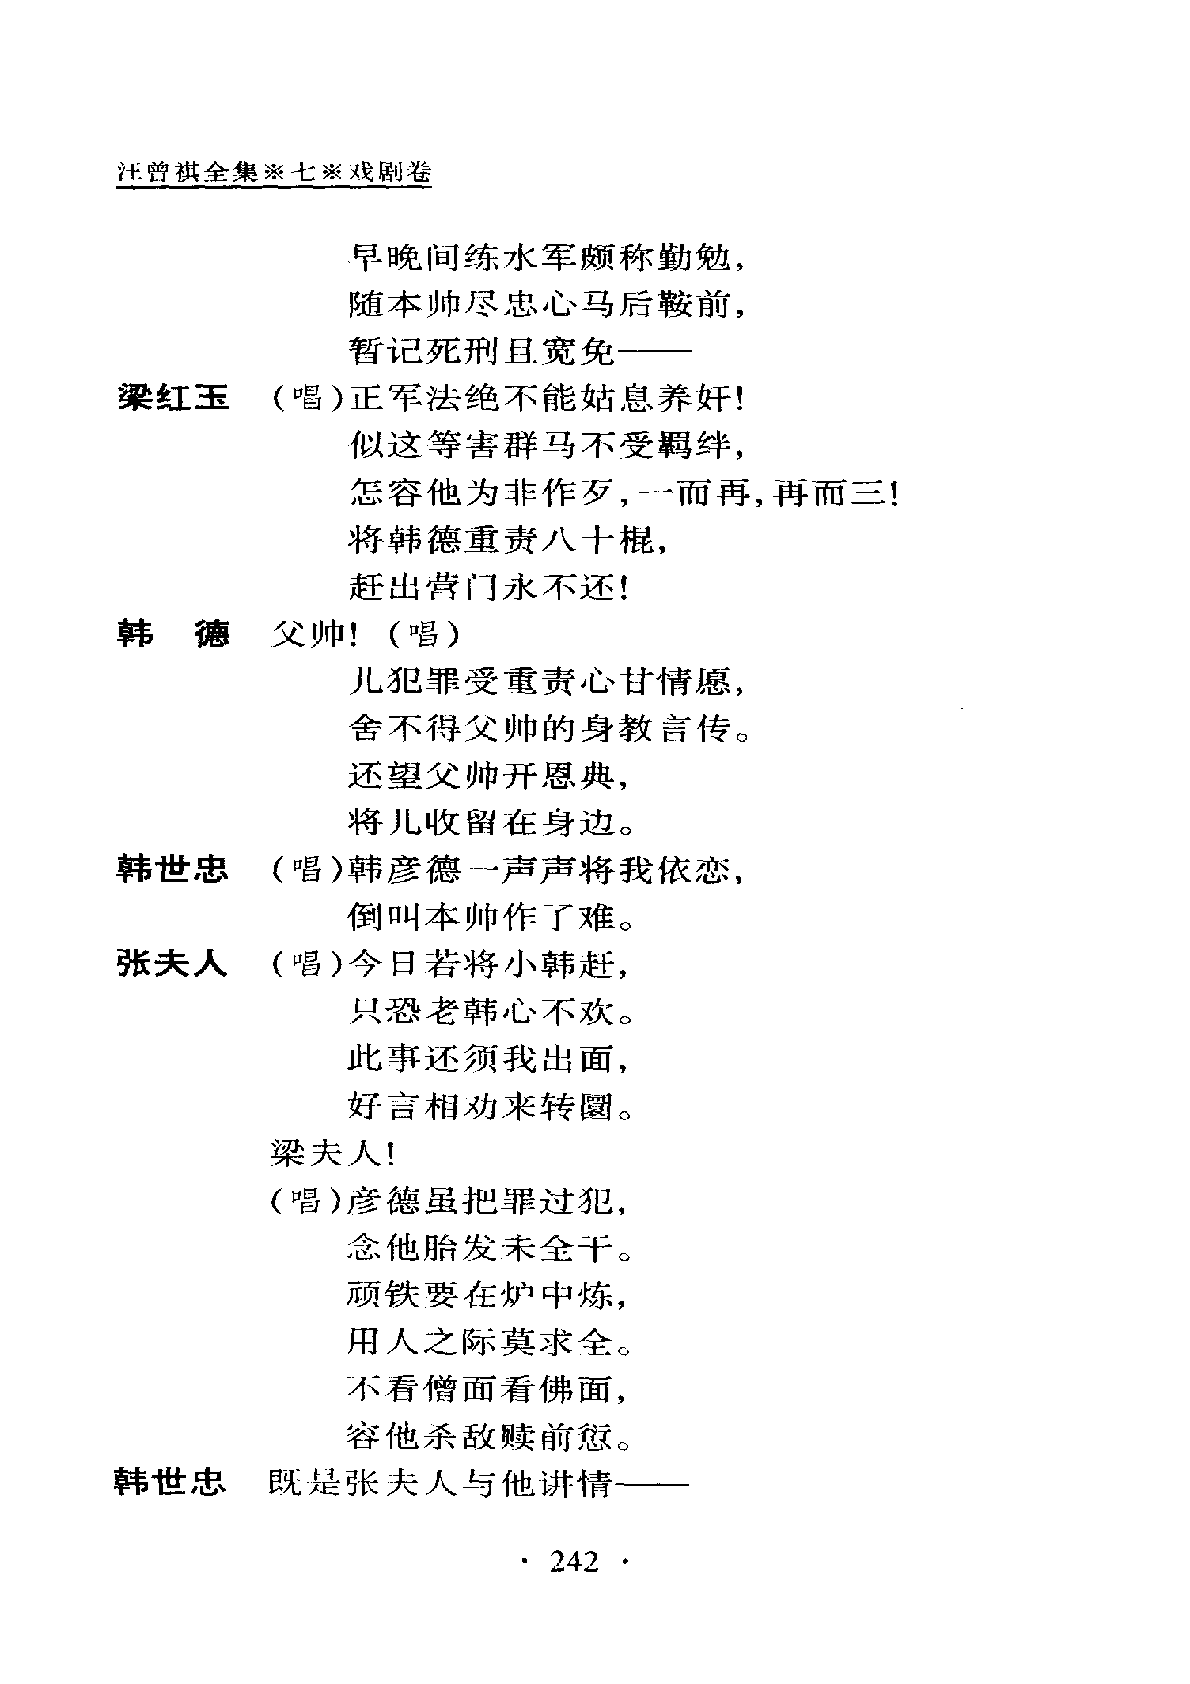 汪曾祺全集※七※戏剧卷
早晚间练水军颇称勤勉，
随本帅尽忠心马后鞍前，
暂记死刑且宽免——
梁红玉 （唱）正军法绝不能姑息养奸！
似这等害群马不受羁绊，
怎容他为非作歹，一而再，再而三！
将韩德重责八十棍，
赶出营门永不还！
韩　德 父帅！（唱）
儿犯罪受重责心甘情愿，
舍不得父帅的身教言传。
还望父帅开恩典，
将儿收留在身边。
韩世忠 （唱）韩彦德一声声将我依恋，
倒叫本帅作了难。
张夫人 （唱）今日若将小韩赶，
只恐老韩心不欢。
此事还须我出面，
好言相劝来转圜。
梁夫人！
（唱）彦德虽把罪过犯，
念他胎发未全干。
顽铁要在炉中炼，
用人之际莫求全。
不看僧面看佛面，
容他杀敌赎前愆。
韩世忠 既是张夫人与他讲情——
· 242 ·